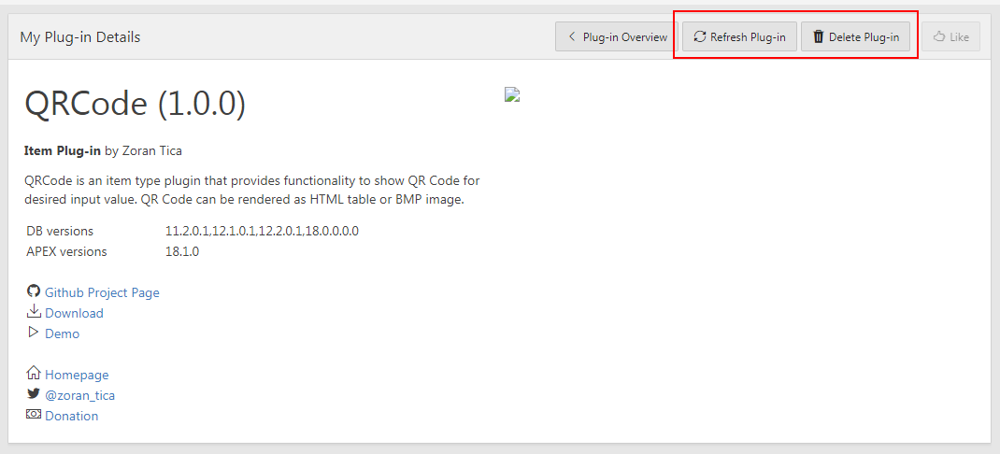 My Plug-in Details
Plug-in Overview
Refresh Plug-in
Delete Plug-in
Like
QRCode (1.0.0)
Item Plug-in by Zoran Tica
QRCode is an item type plugin that provides functionality to show QR Code for
desired input value. QR Code can be rendered as HTML table or BMP image.
DB versions 11.2.0.1,12.1.0.1,12.2.0.1,18.0.0.0.0
APEX versions 18.1.0
Github Project Page
Download
Demo
Homepage
@zoran_tica
Donation